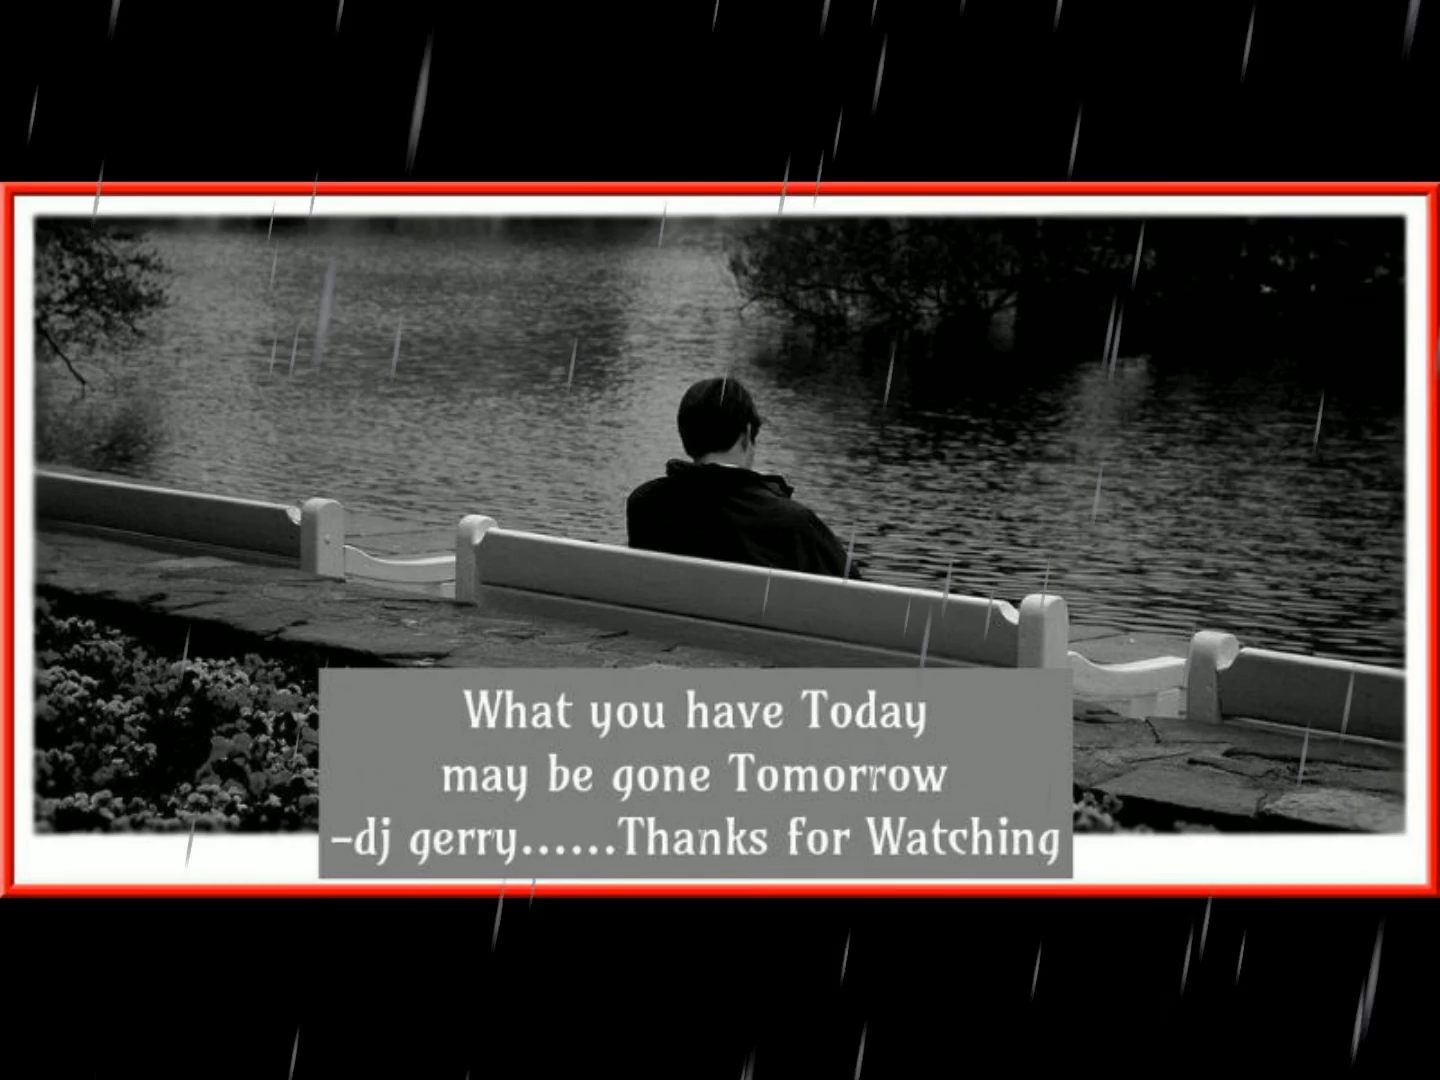 What you have Today
may be gone Tomorrow
-dj gerry......Thanks for Watching